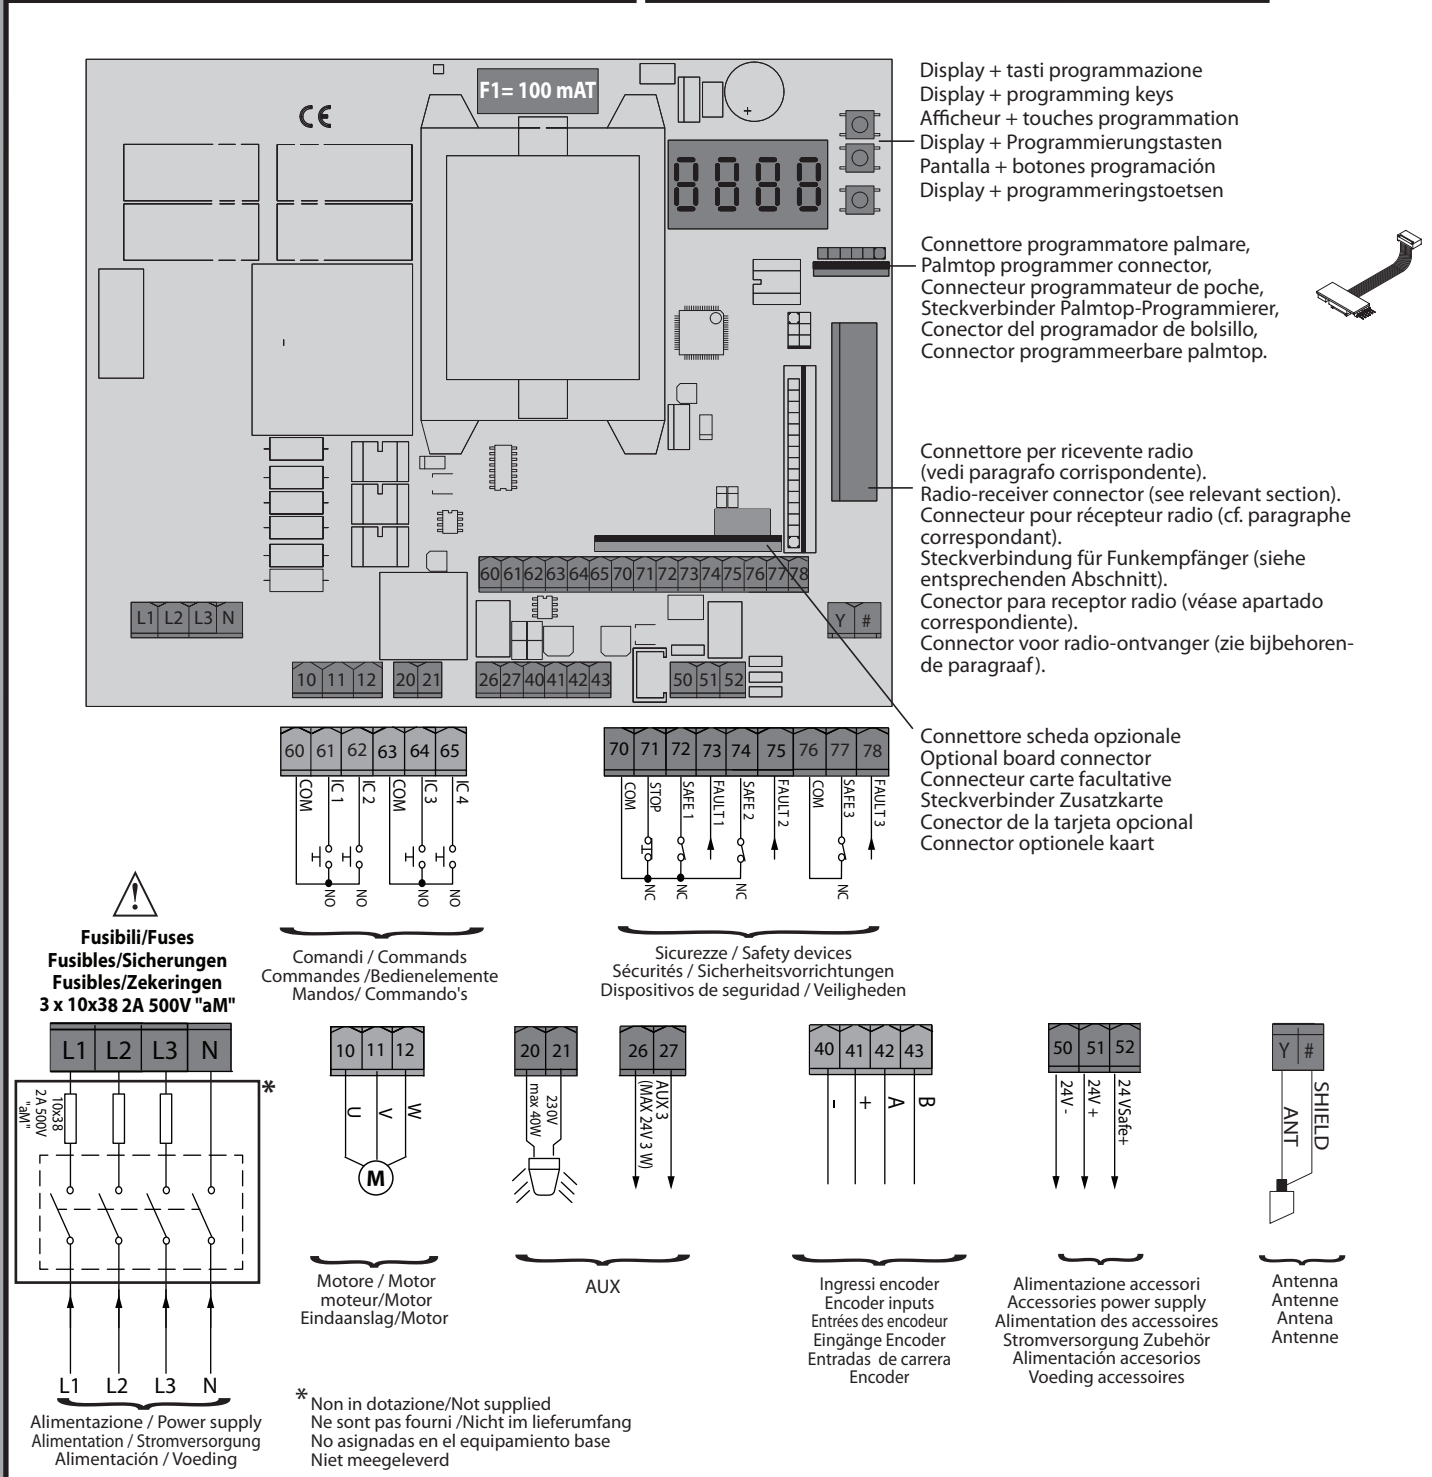 F1= 100 mAT
CE
Display + tasti programmazione
Display + programming keys
Afficheur + touches programmation
Display + Programmierungstasten
Pantalla + botones programación
Display + programmeringstoetsen
Connettore programmatore palmare,
Palmtop programmer connector,
Connecteur programmateur de poche,
Steckverbinder Palmtop-Programmierer,
Conector del programador de bolsillo,
Connector programmeerbare palmtop.
Connettore per ricevente radio
(vedi paragrafo corrispondente).
Radio-receiver connector (see relevant section).
Connecteur pour récepteur radio (cf. paragraphe
correspondant).
Steckverbindung für Funkempfänger (siehe
entsprechenden Abschnitt).
Conector para receptor radio (véase apartado
correspondiente).
Connector voor radio-ontvanger (zie bijbehoren-
de paragraaf).
60 61 62 63 64 65 70 71 72 73 74 75 76 77 78
L1 L2 L3 N
Y #
10 11 12
20 21
26 27 40 41 42 43
50 51 52
Connettore scheda opzionale
Optional board connector
Connecteur carte facultative
Steckverbinder Zusatzkarte
Conector de la tarjeta opcional
Connector optionele kaart
60 61 62 63 64 65
COM
IC 1
IC 2
COM
IC 3
IC 4
NO
NO
NO
NO
Comandi / Commands
Commandes /Bedienelemente
Mandos/ Commando's
70 71 72 73 74 75 76 77 78
COM
STOP
SAFE 1
FAULT 1
SAFE 2
FAULT 2
COM
SAFE3
FAULT 3
NC
NC
NC
NC
Sicurezze / Safety devices
Sécurités / Sicherheitsvorrichtungen
Dispositivos de seguridad / Veiligheden
!
Fusibili/Fuses
Fusibles/Sicherungen
Fusibles/Zekeringen
3 x 10x38 2A 500V "aM"
L1 L2 L3 N
*
10x38
2A 500V
"aM"
L1 L2 L3 N
Alimentazione / Power supply
Alimentation / Stromversorgung
Alimentación / Voeding
10 11 12
U
V
W
M
Motore / Motor
moteur/Motor
Eindaanslag/Motor
20 21
230V
max 40W
26 27
AUX 3
(MAX 24V 3 W)
AUX
40 41 42 43
-
+
A
B
Ingressi encoder
Encoder inputs
Entrées des encodeur
Eingänge Encoder
Entradas de carrera
Encoder
50 51 52
24V -
24V +
24 VSafe+
Alimentazione accessori
Accessories power supply
Alimentation des accessoires
Stromversorgung Zubehör
Alimentación accesorios
Voeding accessoires
Y #
ANT
SHIELD
Antenna
Antenne
Antena
Antenne
* Non in dotazione/Not supplied
Ne sont pas fourni /Nicht im lieferumfang
No asignadas en el equipamiento base
Niet meegeleverd